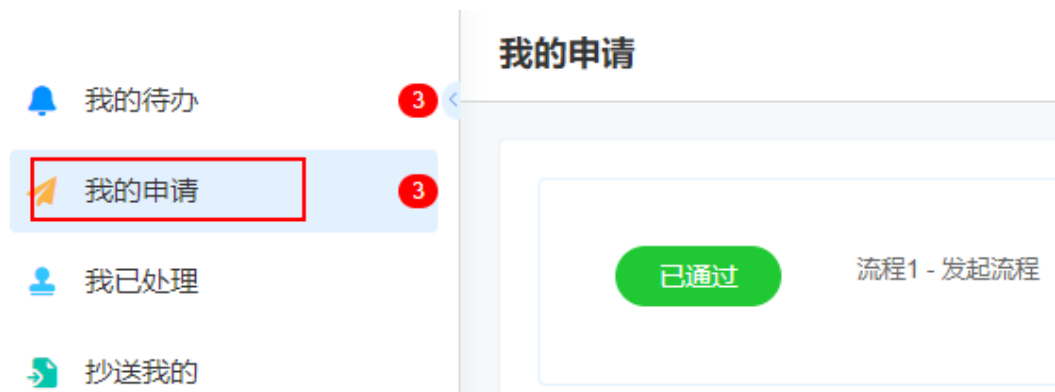 我的待办
3
我的申请
3
我已处理
抄送我的
我的申请
已通过
流程1 - 发起流程